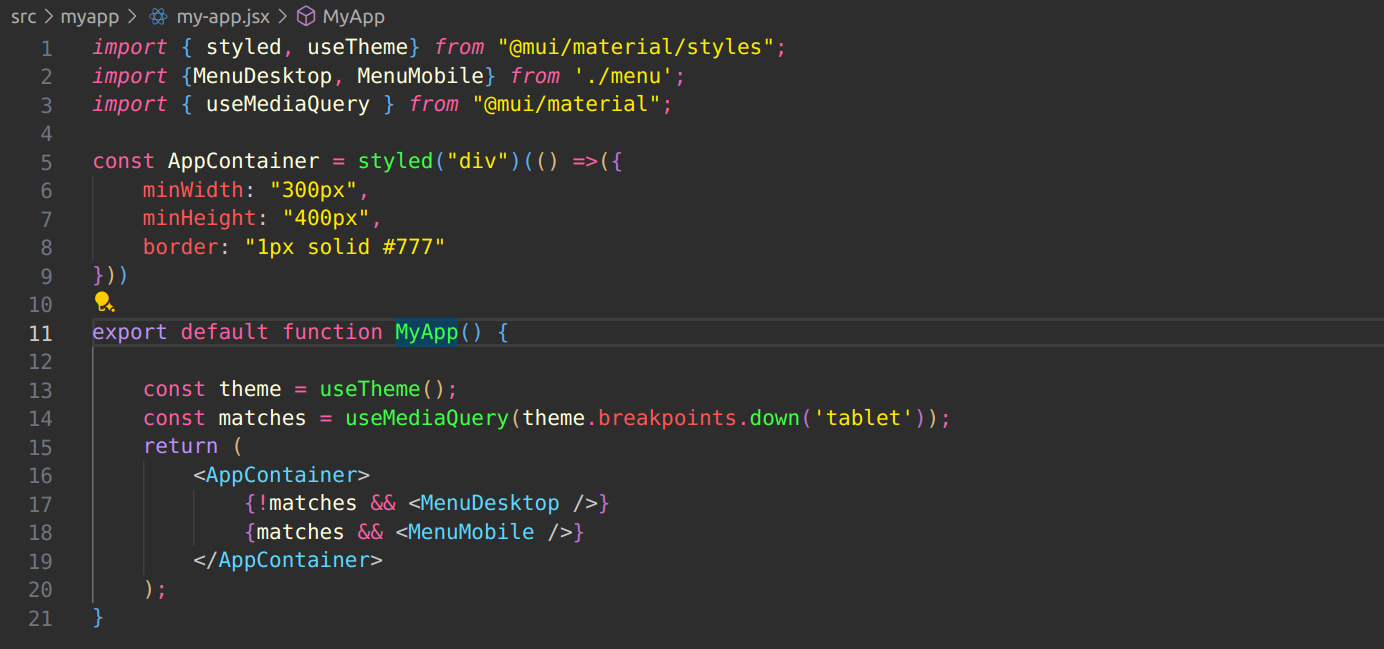 src > myapp > my-app.jsx > MyApp
1 import { styled, useTheme} from "@mui/material/styles";
2 import {MenuDesktop, MenuMobile} from './menu';
3 import { useMediaQuery } from "@mui/material";
4
5 const AppContainer = styled("div")(() =>({
6     minWidth: "300px",
7     minHeight: "400px",
8     border: "1px solid #777"
9 }))
10
11 export default function MyApp() {
12
13     const theme = useTheme();
14     const matches = useMediaQuery(theme.breakpoints.down('tablet'));
15     return (
16         <AppContainer>
17             {!matches && <MenuDesktop />}
18             {matches && <MenuMobile />}
19         </AppContainer>
20     );
21 }